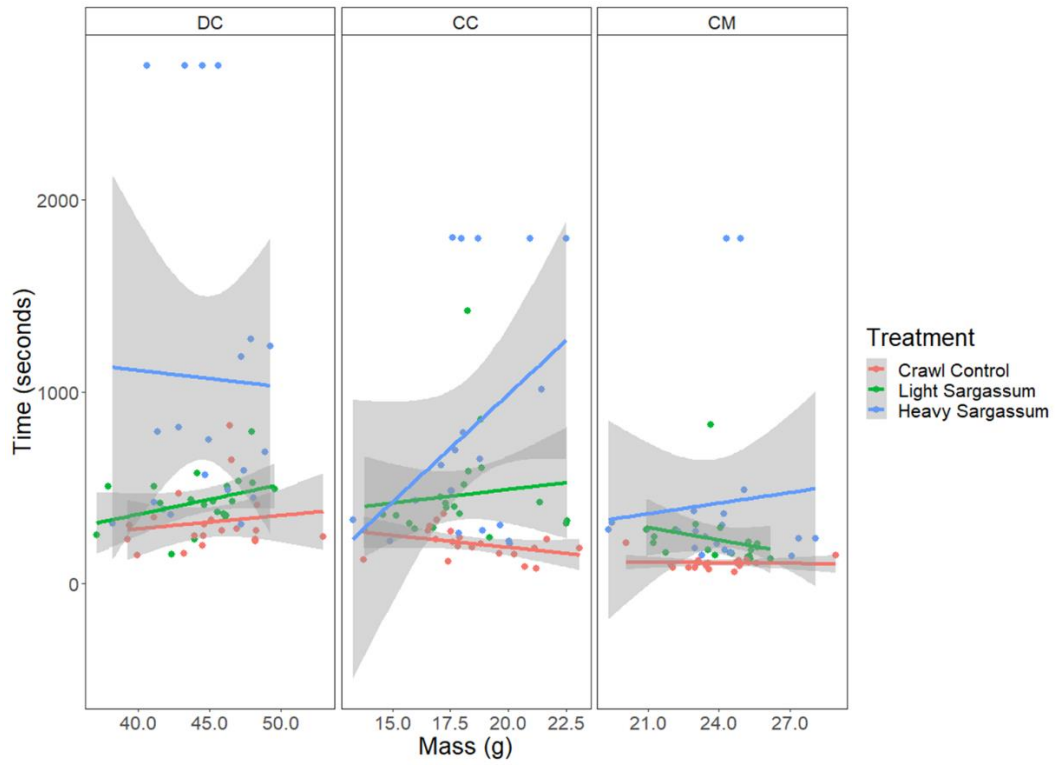 DC CC CM
Time (seconds)
2000
1000
0
40.0 45.0 50.0 15.0 17.5 20.0 22.5 21.0 24.0 27.0
Mass (g)
Treatment
Crawl Control
Light Sargassum
Heavy Sargassum